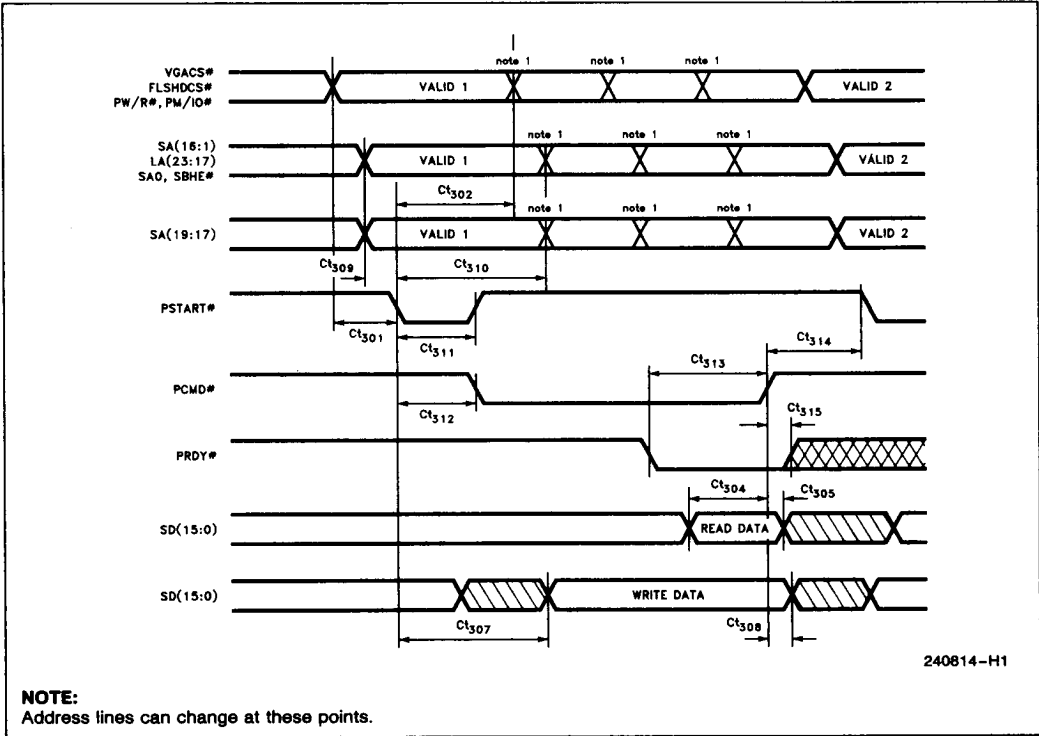 note 1 note 1 note 1
VGACS#
FLSHDCS# VALID 1 VALID 2
PW/R#, PM/IO#
note 1 note 1 note 1
SA(16:1)
LA(23:17) VALID 1 VALID 2
SA0, SBHE#
Ct302
note 1 note 1 note 1
SA(19:17) VALID 1 VALID 2
Ct309 Ct310
PSTART#
Ct301 Ct311 Ct314
Ct313
PCMD#
Ct312 Ct315
PRDY#
Ct304 Ct305
SD(15:0) READ DATA
SD(15:0) WRITE DATA
Ct307 Ct308
240814-H1
NOTE:
Address lines can change at these points.